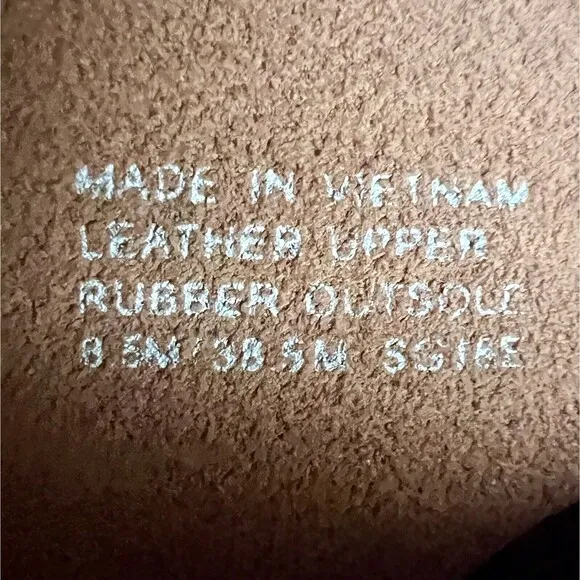 MADE IN VIETNAM
LEATHER UPPER
RUBBER OUTSOLE
8.5M 38.5M